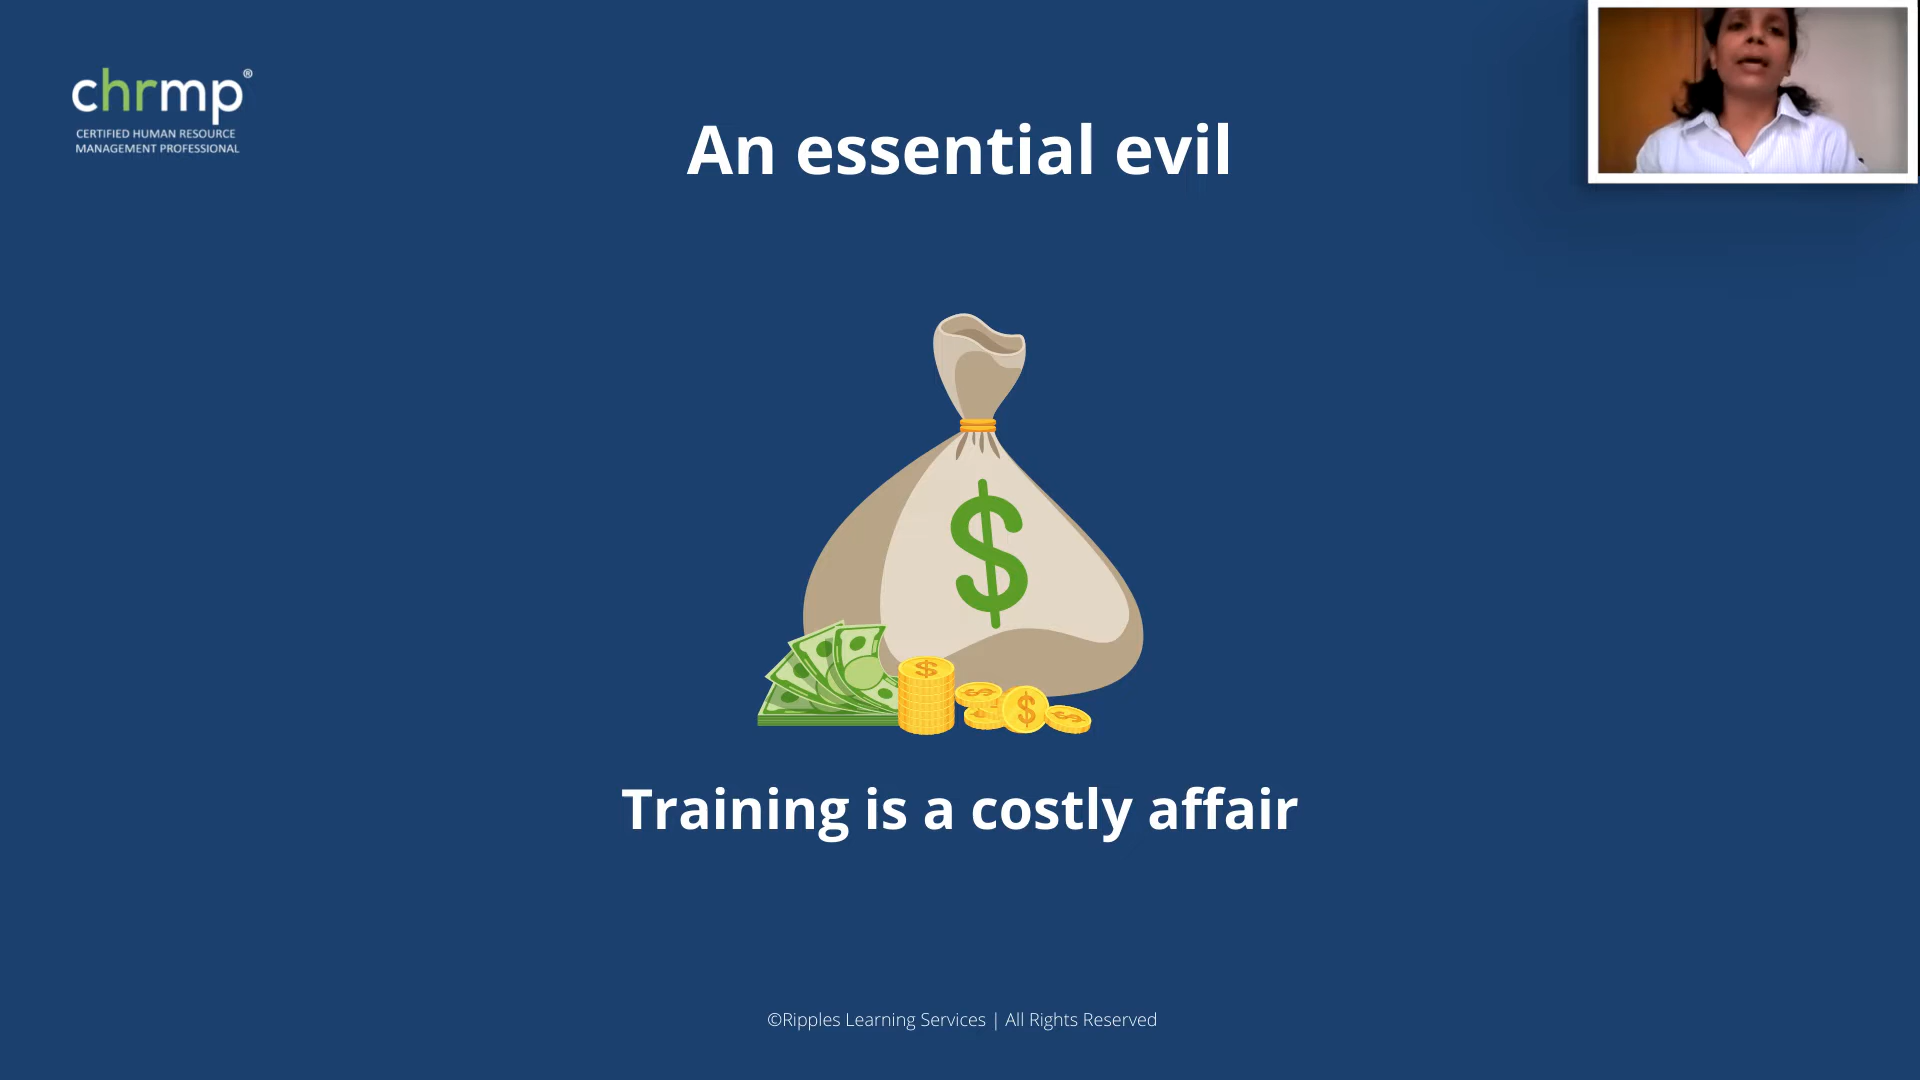 chrmp®
CERTIFIED HUMAN RESOURCE
MANAGEMENT PROFESSIONAL
An essential evil
$
$
$
$
$
Training is a costly affair
©Ripples Learning Services | All Rights Reserved